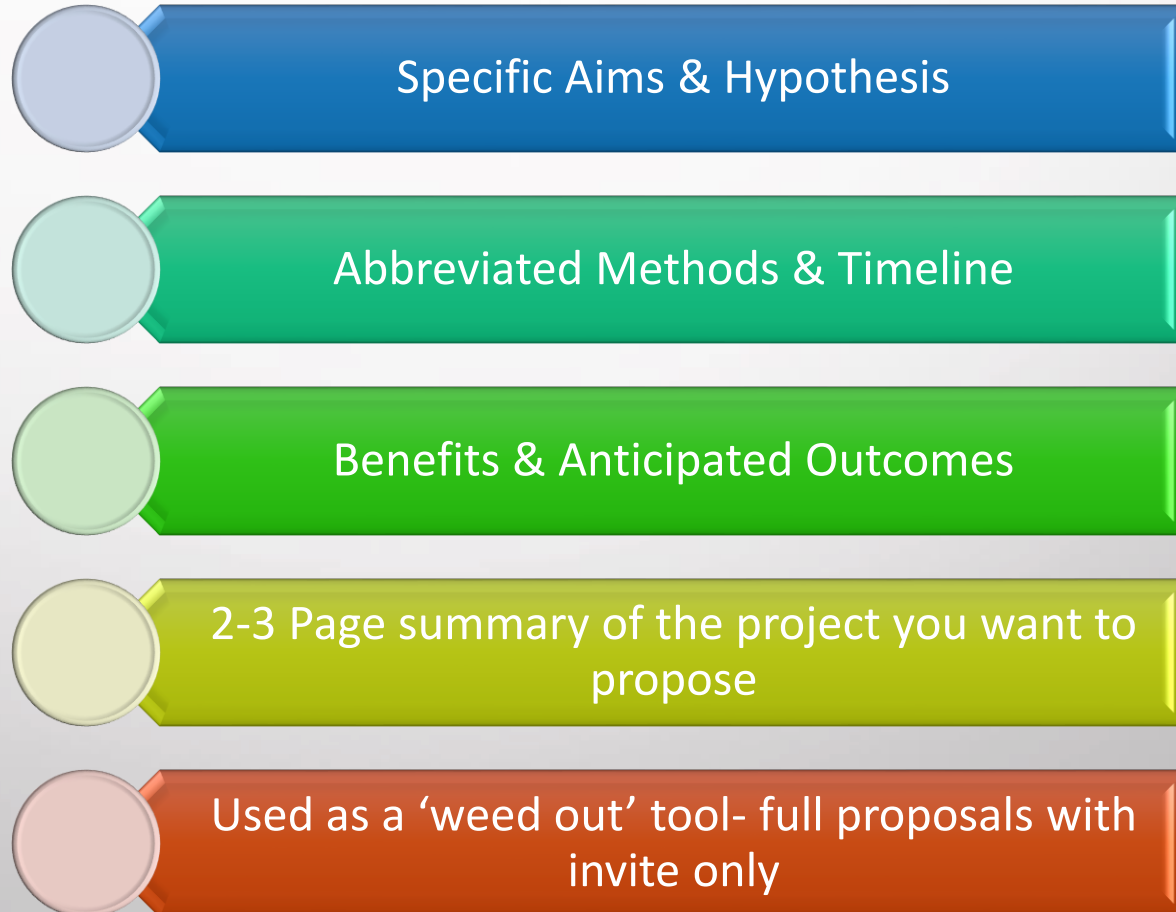 Specific Aims & Hypothesis
Abbreviated Methods & Timeline
Benefits & Anticipated Outcomes
2-3 Page summary of the project you want to
propose
Used as a ‘weed out’ tool- full proposals with
invite only